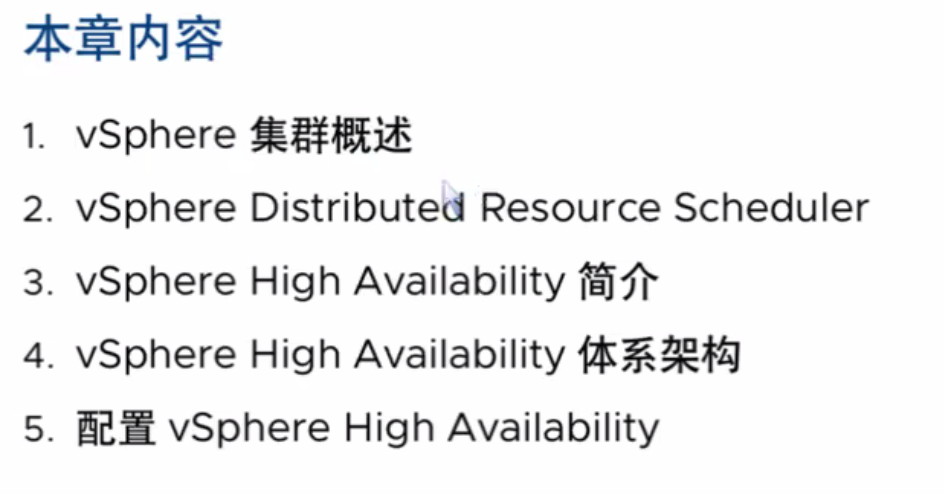 本章内容
1. vSphere 集群概述
2. vSphere Distributed Resource Scheduler
3. vSphere High Availability 简介
4. vSphere High Availability 体系架构
5. 配置 vSphere High Availability